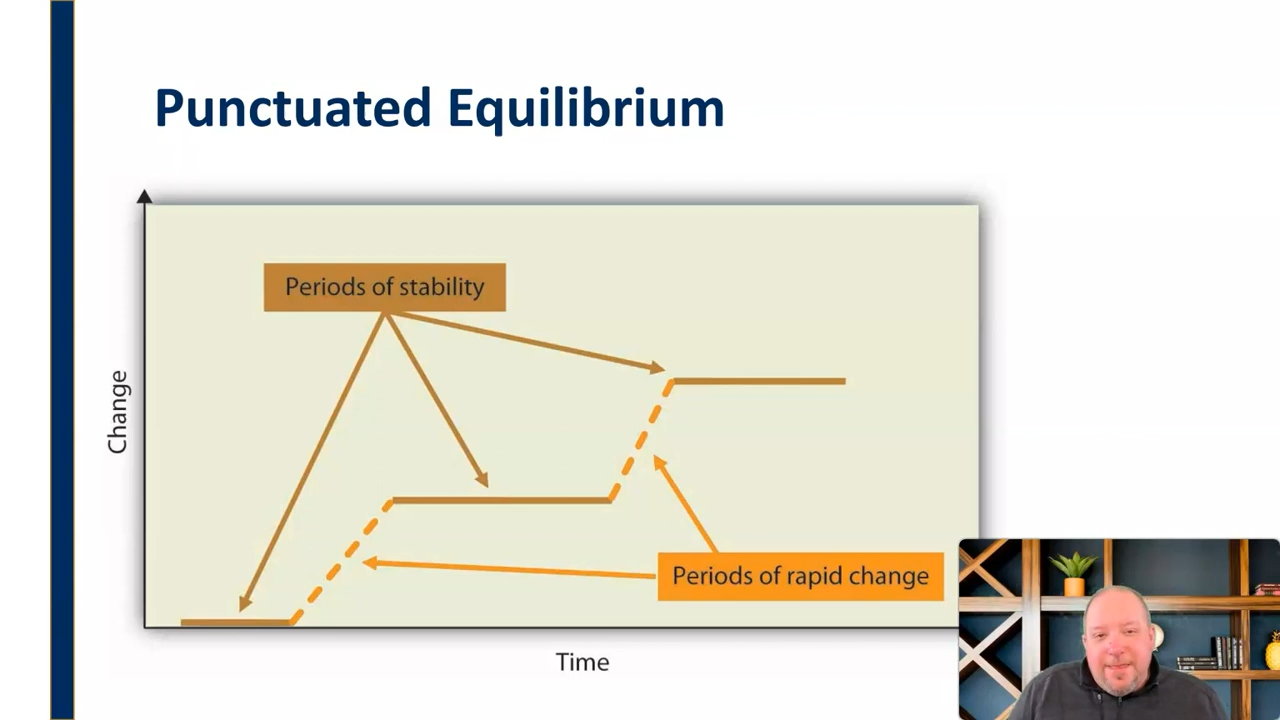 Punctuated Equilibrium
Periods of stability
Change
Periods of rapid change
Time